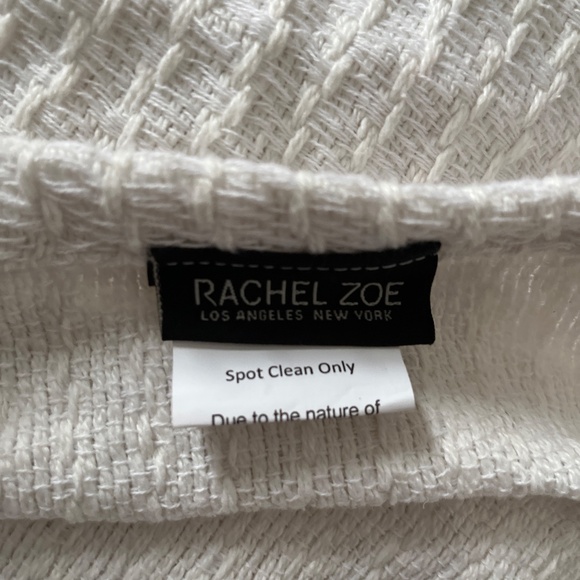 RACHEL ZOE
LOS ANGELES NEW YORK
Spot Clean Only
Due to the nature of